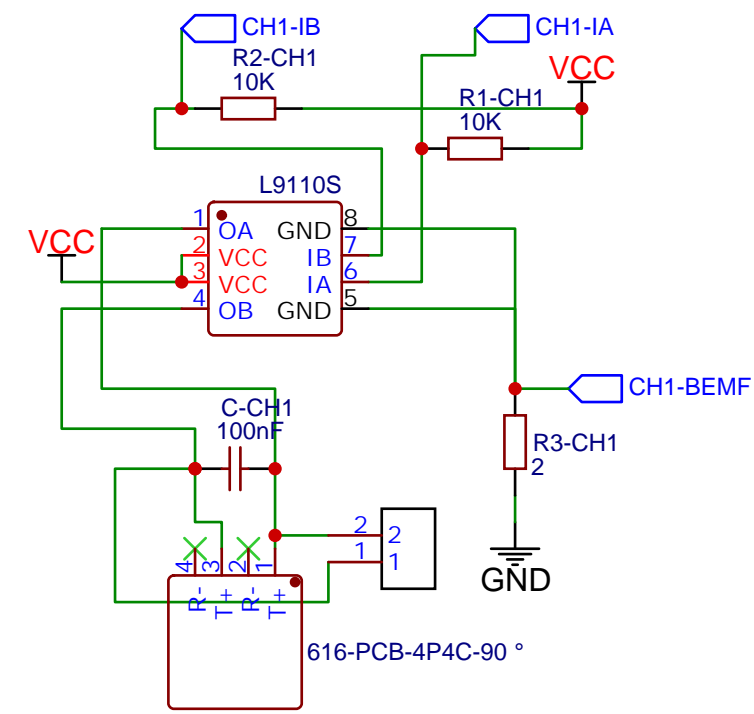 CH1-IB
CH1-IA
R2-CH1
10K
VCC
R1-CH1
10K
L9110S
1 OA GND 8
VCC
2 VCC IB 7
3 VCC IA 6
4 OB GND 5
CH1-BEMF
C-CH1
100nF
R3-CH1
2
2 2
1 1
GND
4 3 2 1
R- T+ R- T+
616-PCB-4P4C-90 °